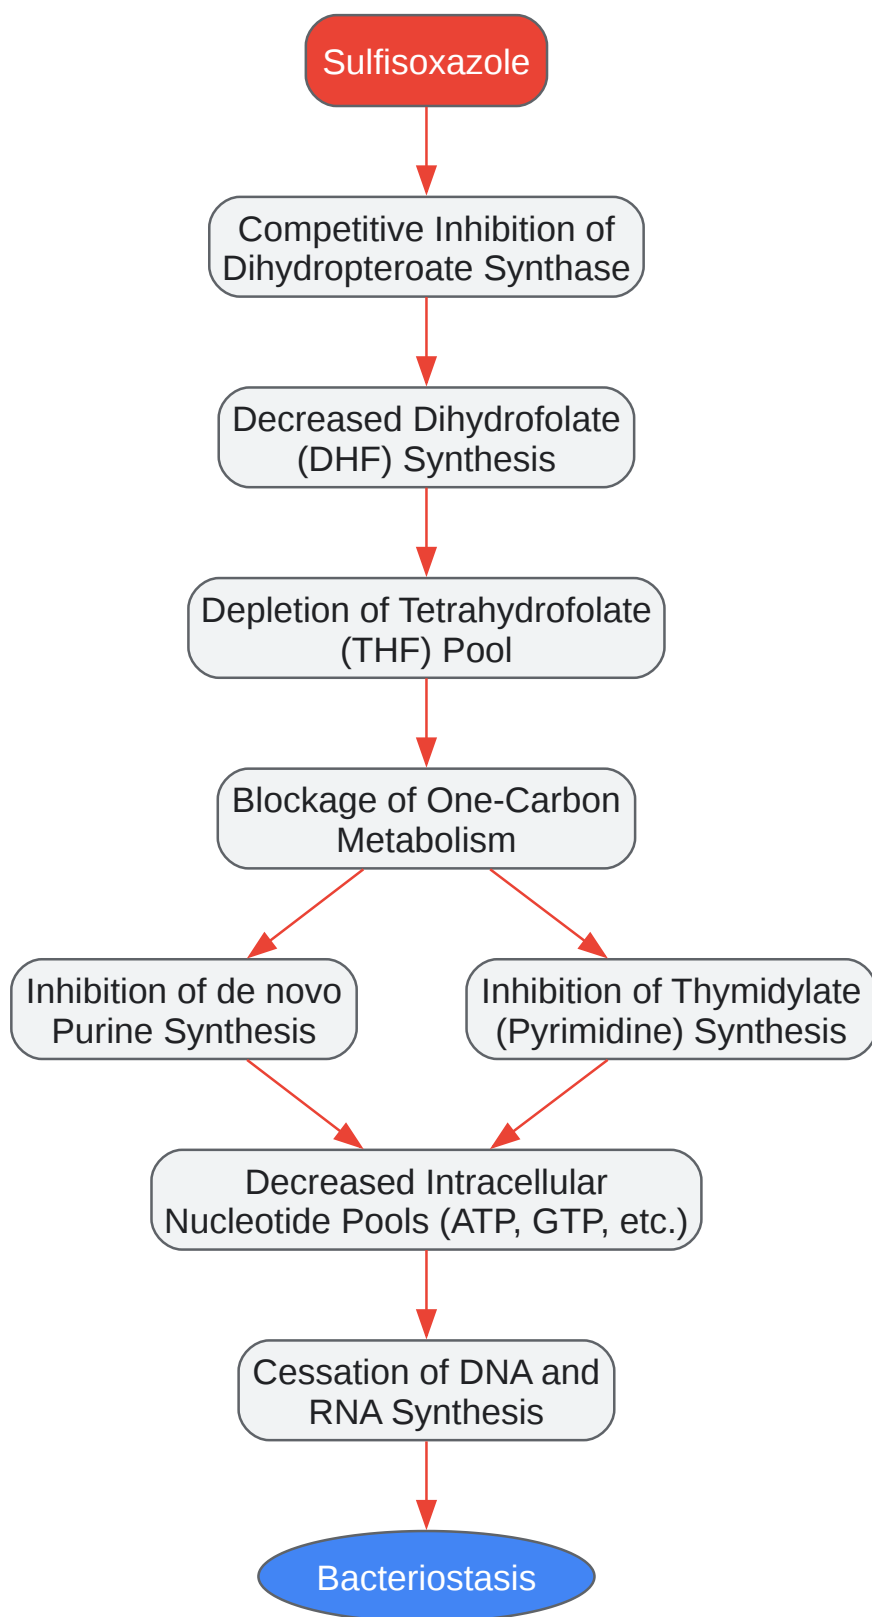 Sulfisoxazole
Competitive Inhibition of
Dihydropteroate Synthase
Decreased Dihydrofolate
(DHF) Synthesis
Depletion of Tetrahydrofolate
(THF) Pool
Blockage of One-Carbon
Metabolism
Inhibition of de novo
Purine Synthesis
Inhibition of Thymidylate
(Pyrimidine) Synthesis
Decreased Intracellular
Nucleotide Pools (ATP, GTP, etc.)
Cessation of DNA and
RNA Synthesis
Bacteriostasis